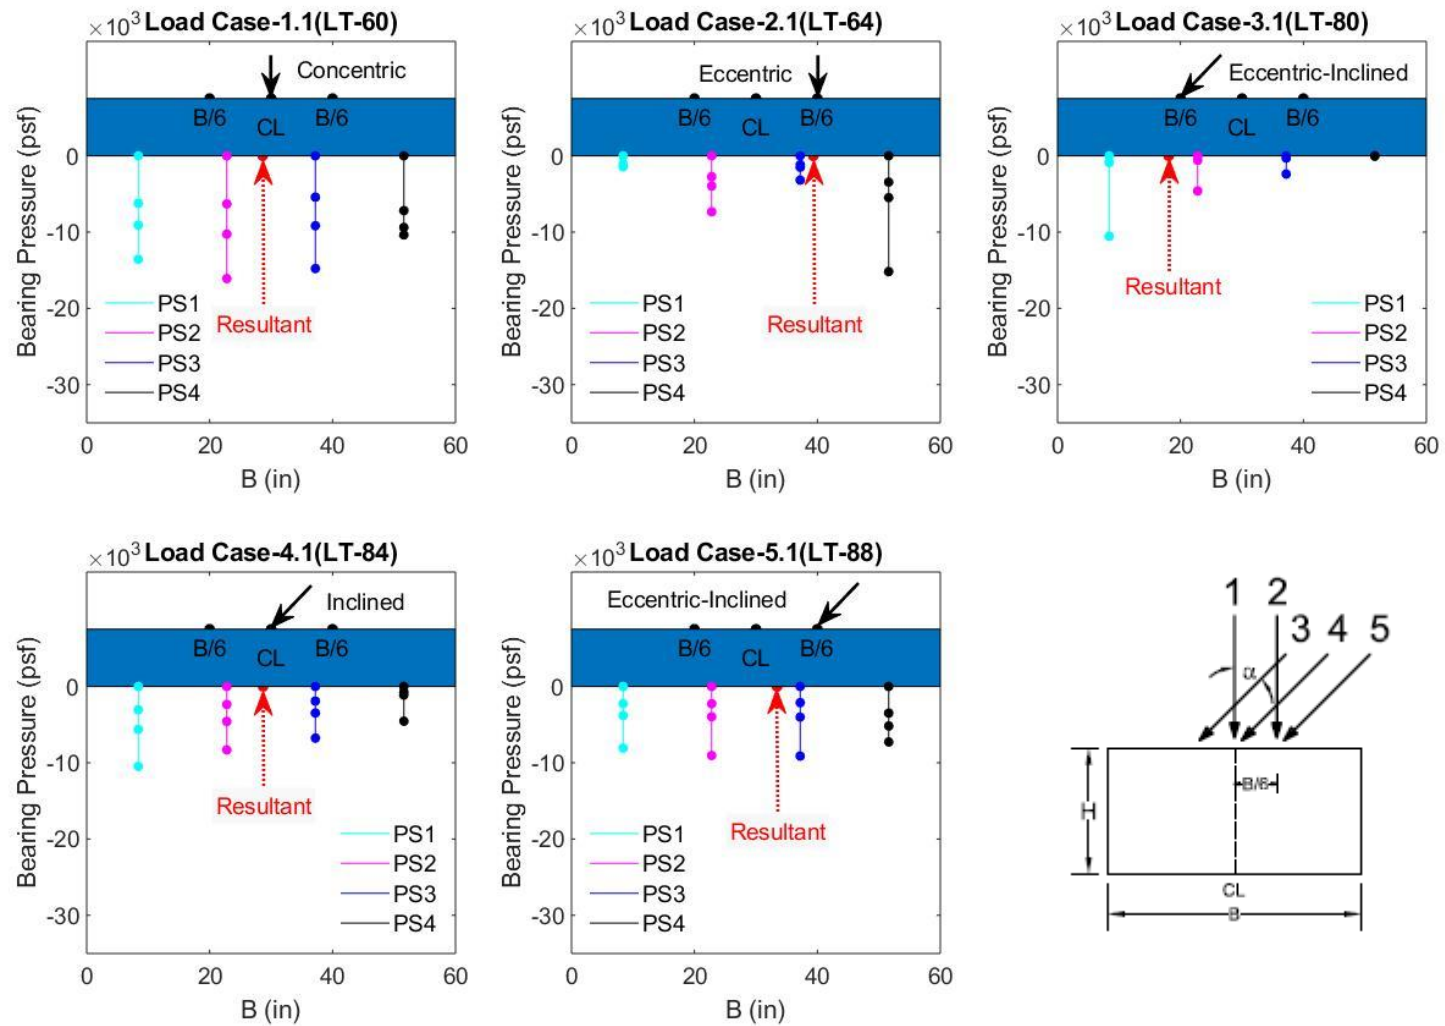 ×10³ Load Case-1.1(LT-60)
Concentric
B/6 CL B/6
Bearing Pressure (psf)
0
-10
-20
-30
Resultant
PS1
PS2
PS3
PS4
0 20 40 60
B (in)
×10³ Load Case-2.1(LT-64)
Eccentric
B/6 CL B/6
Bearing Pressure (psf)
0
-10
-20
-30
Resultant
PS1
PS2
PS3
PS4
0 20 40 60
B (in)
×10³ Load Case-3.1(LT-80)
Eccentric-Inclined
B/6 CL B/6
Bearing Pressure (psf)
0
-10
-20
-30
Resultant
PS1
PS2
PS3
PS4
0 20 40 60
B (in)
×10³ Load Case-4.1(LT-84)
Inclined
B/6 CL B/6
Bearing Pressure (psf)
0
-10
-20
-30
Resultant
PS1
PS2
PS3
PS4
0 20 40 60
B (in)
×10³ Load Case-5.1(LT-88)
Eccentric-Inclined
B/6 CL B/6
Bearing Pressure (psf)
0
-10
-20
-30
Resultant
PS1
PS2
PS3
PS4
0 20 40 60
B (in)
1 2
3 4 5
α
B/6
H
CL
B